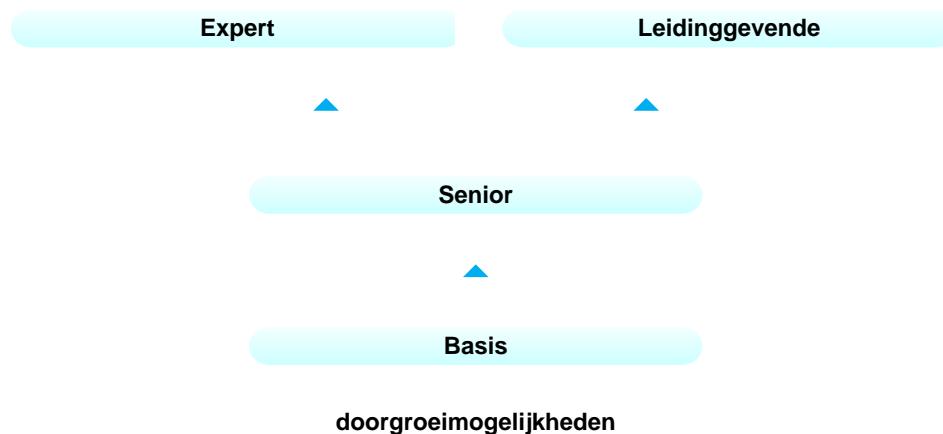 Expert
Leidinggevende
Senior
Basis
doorgroeimogelijkheden